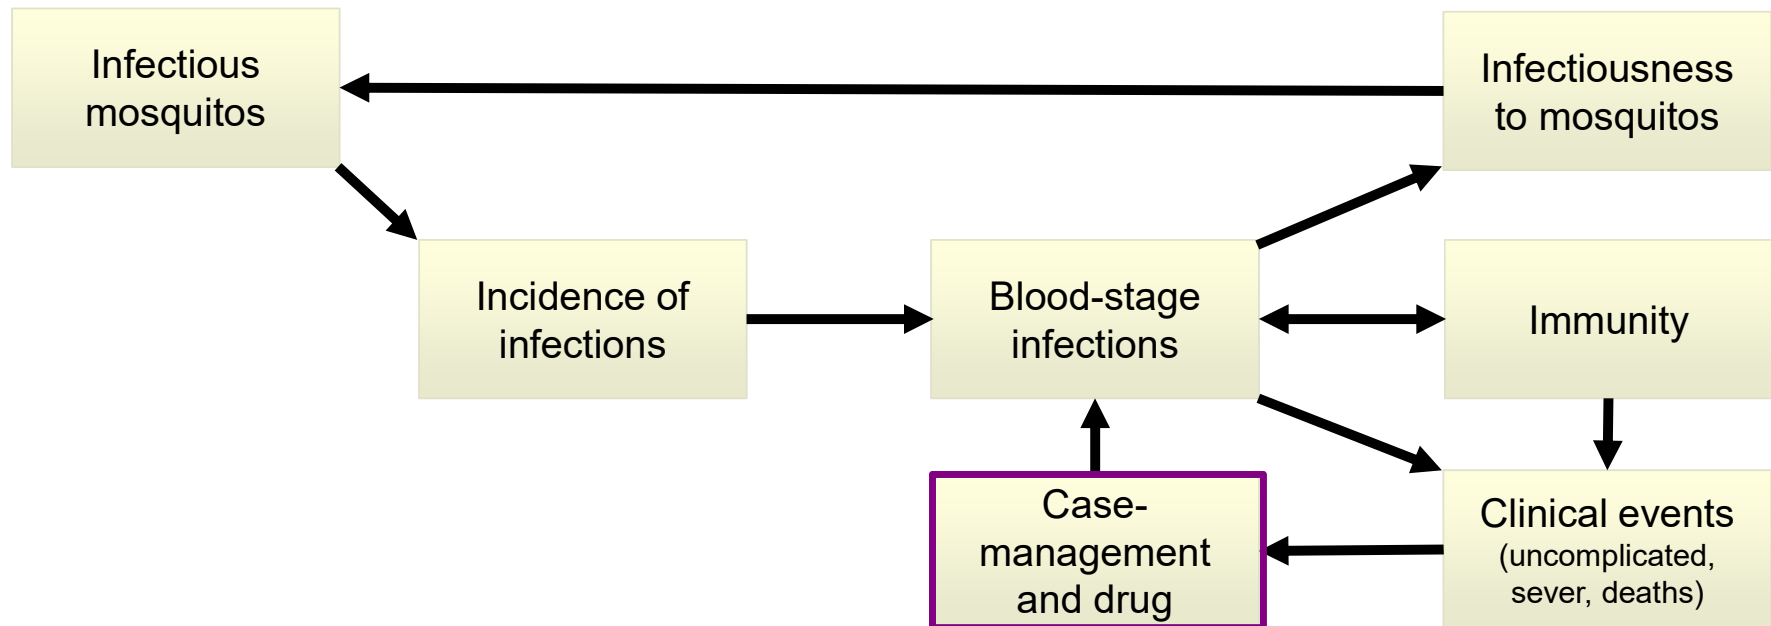 Infectious
mosquitos
Infectiousness
to mosquitos
Incidence of
infections
Blood-stage
infections
Immunity
Case-
management
and drug
Clinical events
(uncomplicated,
sever, deaths)